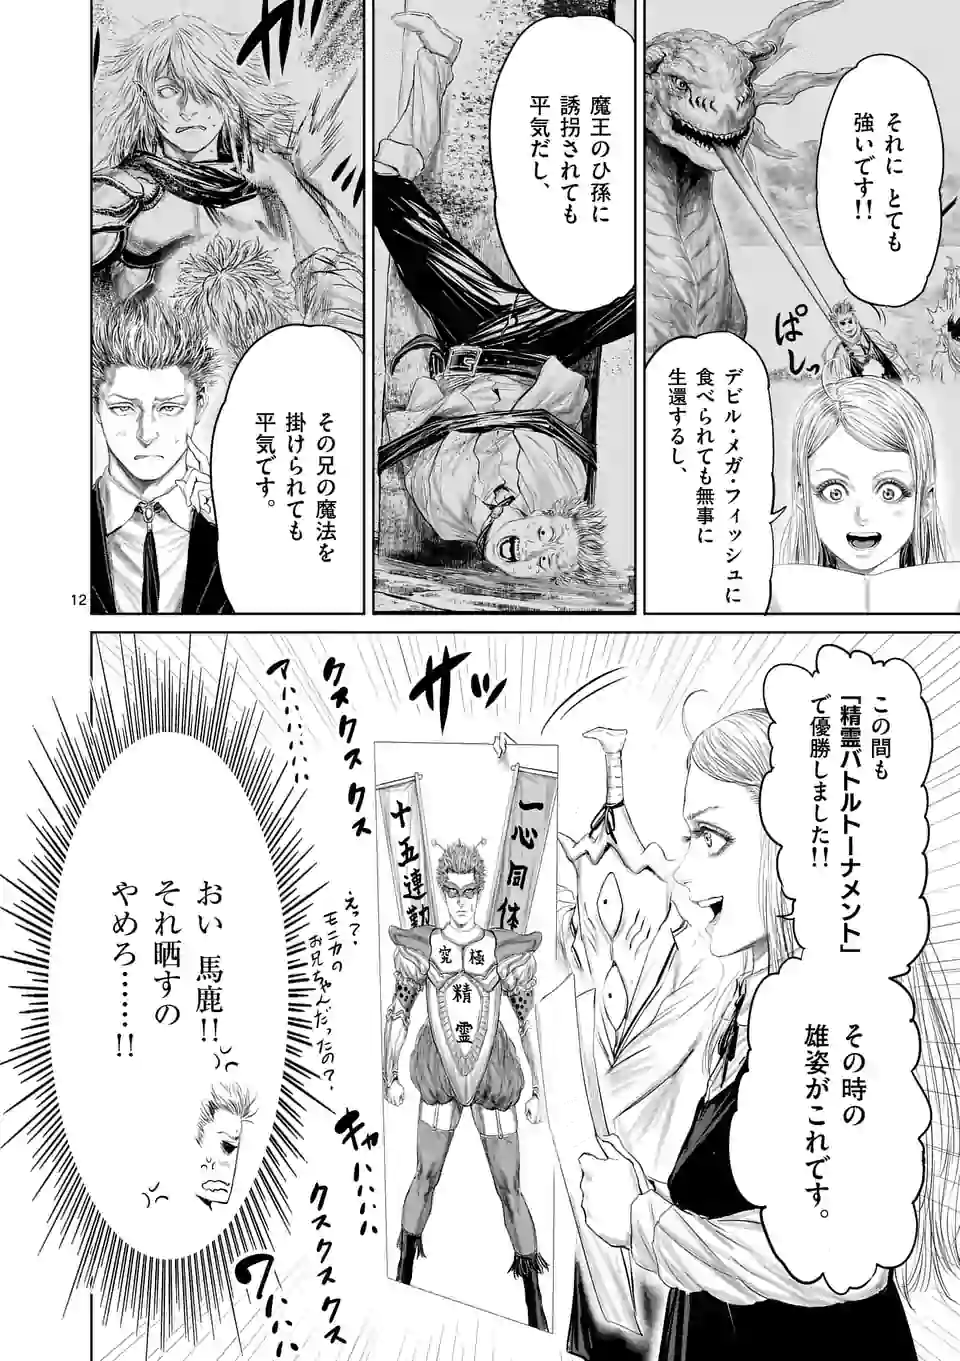 それに とても
強いです!!
ぱしっ
デビル・メガ・フィッシュに
食べられても無事に
生還するし、
魔王のひ孫に
誘拐されても
平気だし、
その兄の魔法を
掛けられても
平気です。
12
この間も
「精霊バトルトーナメント」
で優勝しました!!
その時の
雄姿がこれです。
サッ
一心同体
十五連勤
究極
精霊
えっ?、
モニカの
お兄ちゃんだったの?、
クスクスクスクス
アハハハハ
おい 馬鹿!!
それ晒すの
やめろ……!!
キャハハハハ
クスクスクスクス
ワハハハハ